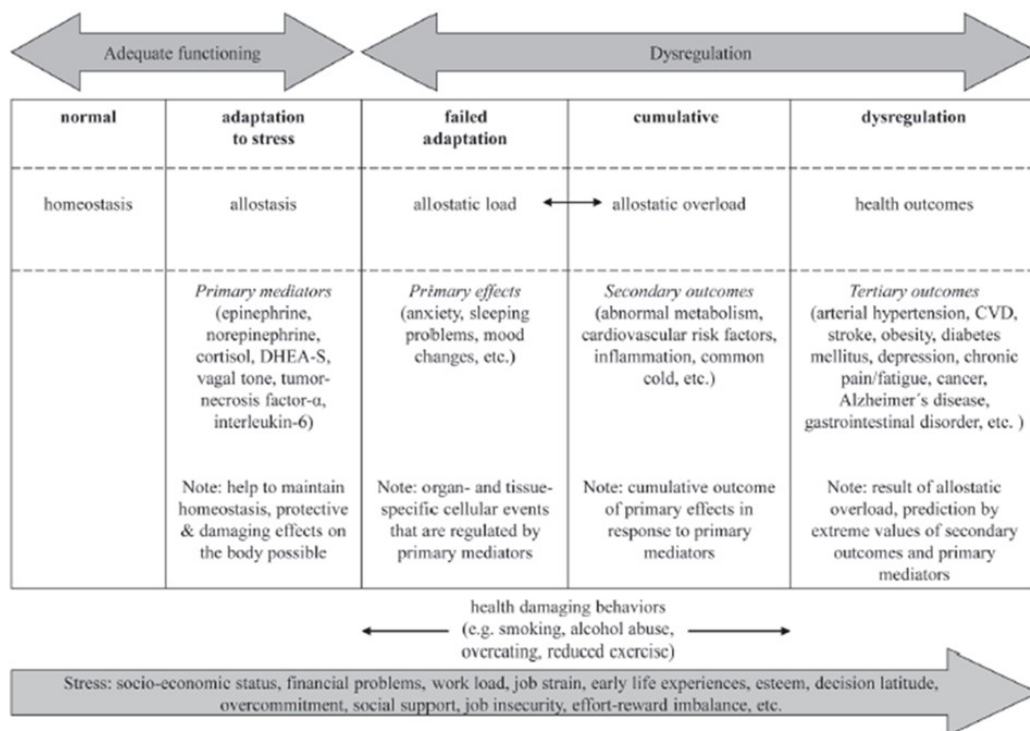 Adequate functioning
Dysregulation
normal
adaptation
to stress
failed
adaptation
cumulative
dysregulation
homeostasis
allostasis
allostatic load
allostatic overload
health outcomes
Primary mediators
(epinephrine,
norepinephrine,
cortisol, DHEA-S,
vagal tone, tumor-
necrosis factor-α,
interleukin-6)
Primary effects
(anxiety, sleeping
problems, mood
changes, etc.)
Secondary outcomes
(abnormal metabolism,
cardiovascular risk factors,
inflammation, common
cold, etc.)
Tertiary outcomes
(arterial hypertension, CVD,
stroke, obesity, diabetes
mellitus, depression, chronic
pain/fatigue, cancer,
Alzheimer´s disease,
gastrointestinal disorder, etc. )
Note: help to maintain
homeostasis, protective
& damaging effects on
the body possible
Note: organ- and tissue-
specific cellular events
that are regulated by
primary mediators
Note: cumulative outcome
of primary effects in
response to primary
mediators
Note: result of allostatic
overload, prediction by
extreme values of secondary
outcomes and primary
mediators
health damaging behaviors
(e.g. smoking, alcohol abuse,
overeating, reduced exercise)
Stress: socio-economic status, financial problems, work load, job strain, early life experiences, esteem, decision latitude,
overcommitment, social support, job insecurity, effort-reward imbalance, etc.